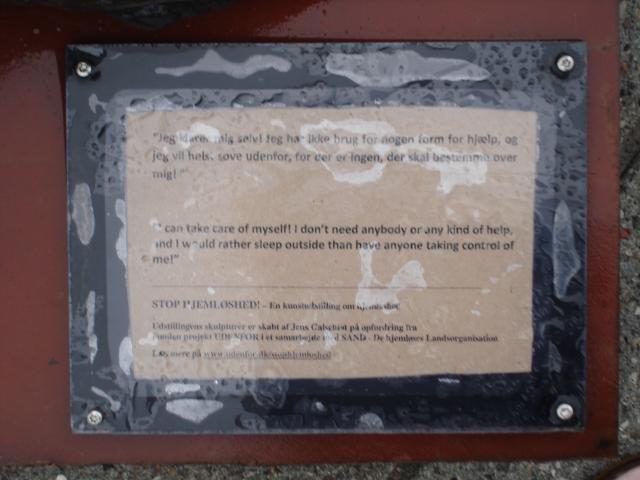 "Jeg klarer mig selv! Jeg har ikke brug for nogen form for hjælp, og
jeg vil hels. sove udenfor, for der er ingen, der skal bestemme over
mig! "
"I can take care of myself! I don't need anybody or any kind of help,
and I would rather sleep outside than have anyone taking control of
me!"
STOP HJEMLØSHED! – En kunstudstilling om hjemløshed
Udstillingens skulpturer er skabt af Jens Galschiøt på opfordring fra
Fonden projekt UDENFOR i et samarbejde med SAND - De hjemløses Landsorganisation
Læs mere på www.udenfor.dk/stophjemloshed